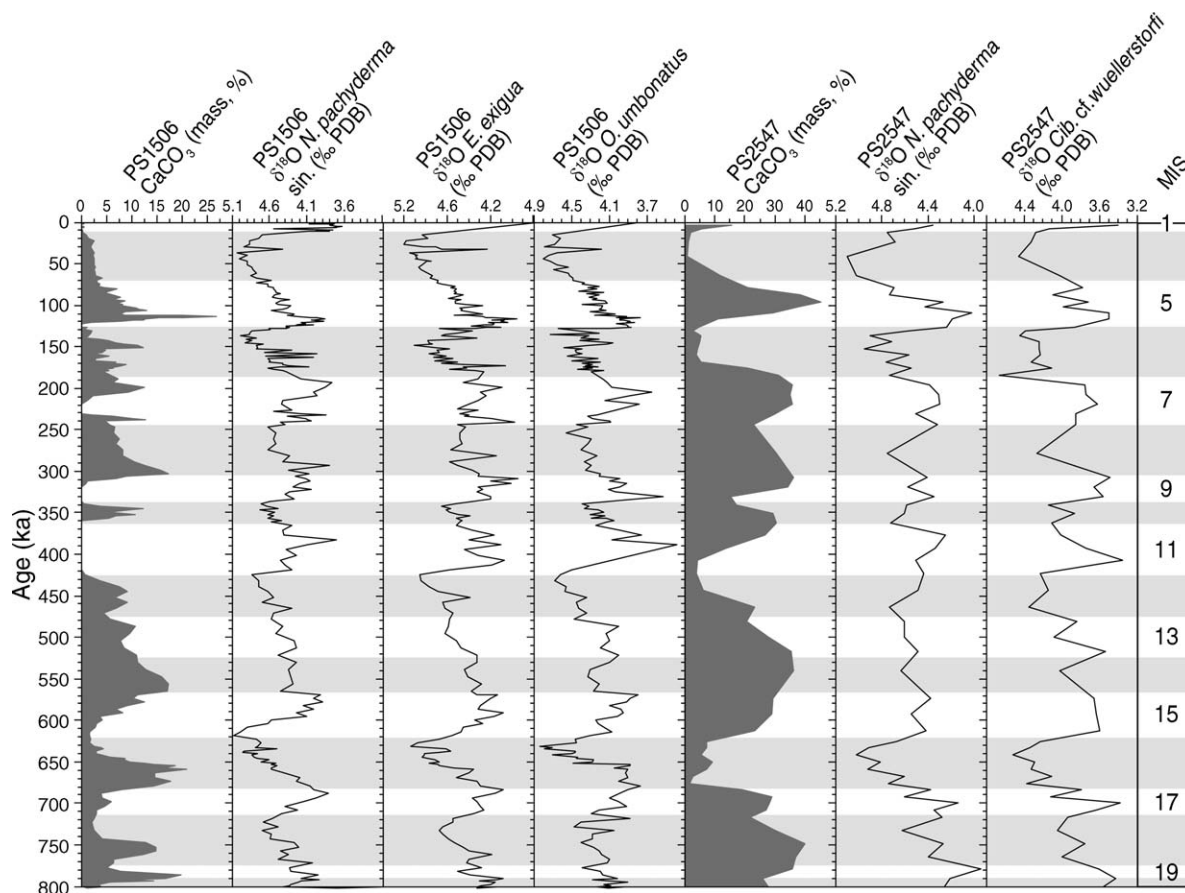 PS1506
CaCO3 (mass, %)
PS1506
δ18O N. pachyderma
sin. (‰ PDB)
PS1506
δ18O E. exigua
(‰ PDB)
PS1506
δ18O O. umbonatus
(‰ PDB)
PS2547
CaCO3 (mass, %)
PS2547
δ18O N. pachyderma
sin. (‰ PDB)
PS2547
δ18O Cib. cf. wuellerstorfi
(‰ PDB)
MIS
0 5 10 15 20 25
5.1 4.6 4.1 3.6
5.2 4.6 4.2
4.9 4.5 4.1 3.7
0 10 20 30 40
5.2 4.8 4.4 4.0
4.4 4.0 3.6 3.2
Age (ka)
0
50
100
150
200
250
300
350
400
450
500
550
600
650
700
750
800
1
5
7
9
11
13
15
17
19